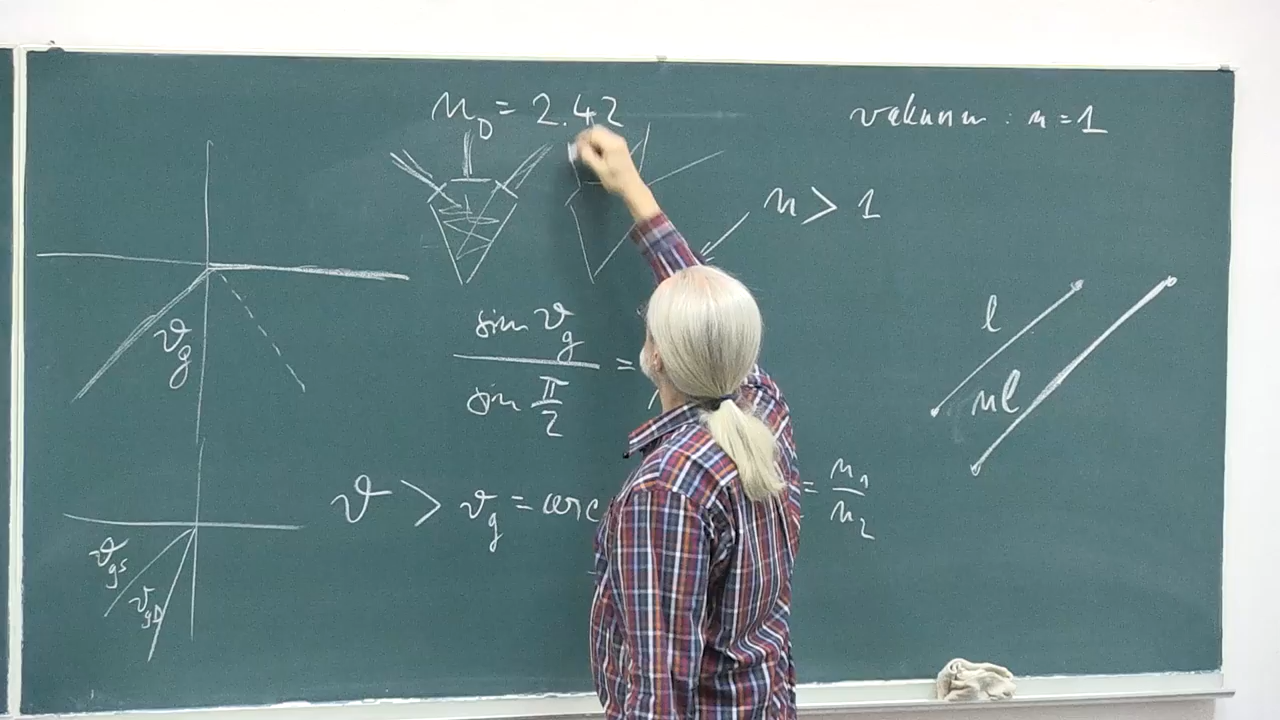 n_D = 2.42
vakuum : n = 1
n > 1
ϑ_g
sin ϑ_g
=
sin π/2
l
nl
ϑ > ϑ_g = arc
= n_1/n_2
ϑ_gs
ϑ_gD